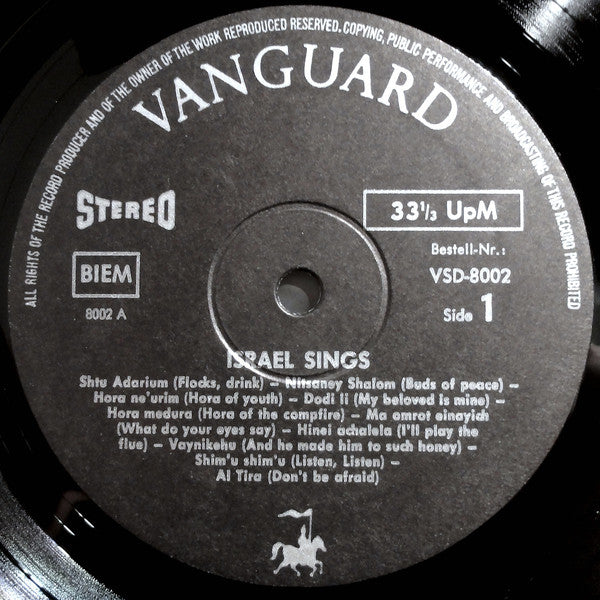 ALL RIGHTS OF THE RECORD PRODUCER AND OF THE OWNER OF THE WORK REPRODUCED RESERVED. COPYING, PUBLIC PERFORMANCE AND BROADCASTING OF THIS RECORD PROHIBITED
VANGUARD
STEREO
33 1/3 UpM
BIEM
Bestell-Nr.:
VSD-8002
8002 A
Side 1
ISRAEL SINGS
Shtu Adarium (Flocks, drink) – Nitsaney Shalom (Buds of peace) –
Hora ne'urim (Hora of youth) – Dodi li (My beloved is mine) –
Hora medura (Hora of the compfire) – Ma omrot einayich
(What do your eyes say) – Hinei achalela (I'll play the
flue) – Vaynikehu (And he made him to such honey) –
Shim'u shim'u (Listen, Listen) –
Al Tira (Don't be afraid)